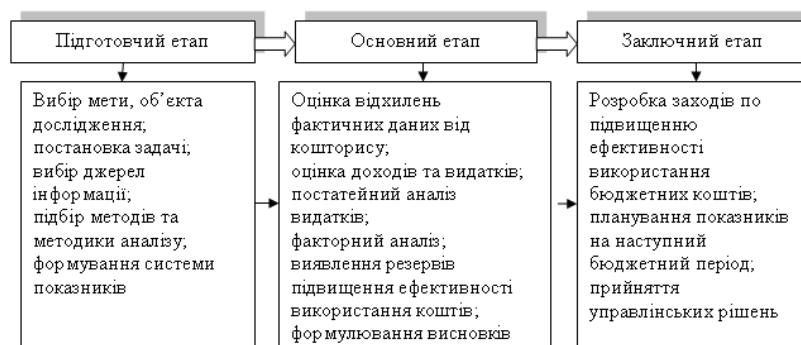 Підготовчий етап
Основний етап
Заключний етап
Вибір мети, об’єкта
дослідження;
постановка задачі;
вибір джерел
інформації;
підбір методів та
методики аналізу;
формування системи
показників
Оцінка відхилень
фактичних даних від
кошторису;
оцінка доходів та видатків;
постатейний аналіз
видатків;
факторний аналіз;
виявлення резервів
підвищення ефективності
використання коштів;
формулювання висновків
Розробка заходів по
підвищенню
ефективності
використання
бюджетних коштів;
планування показників
на наступний
бюджетний період;
прийняття
управлінських рішень